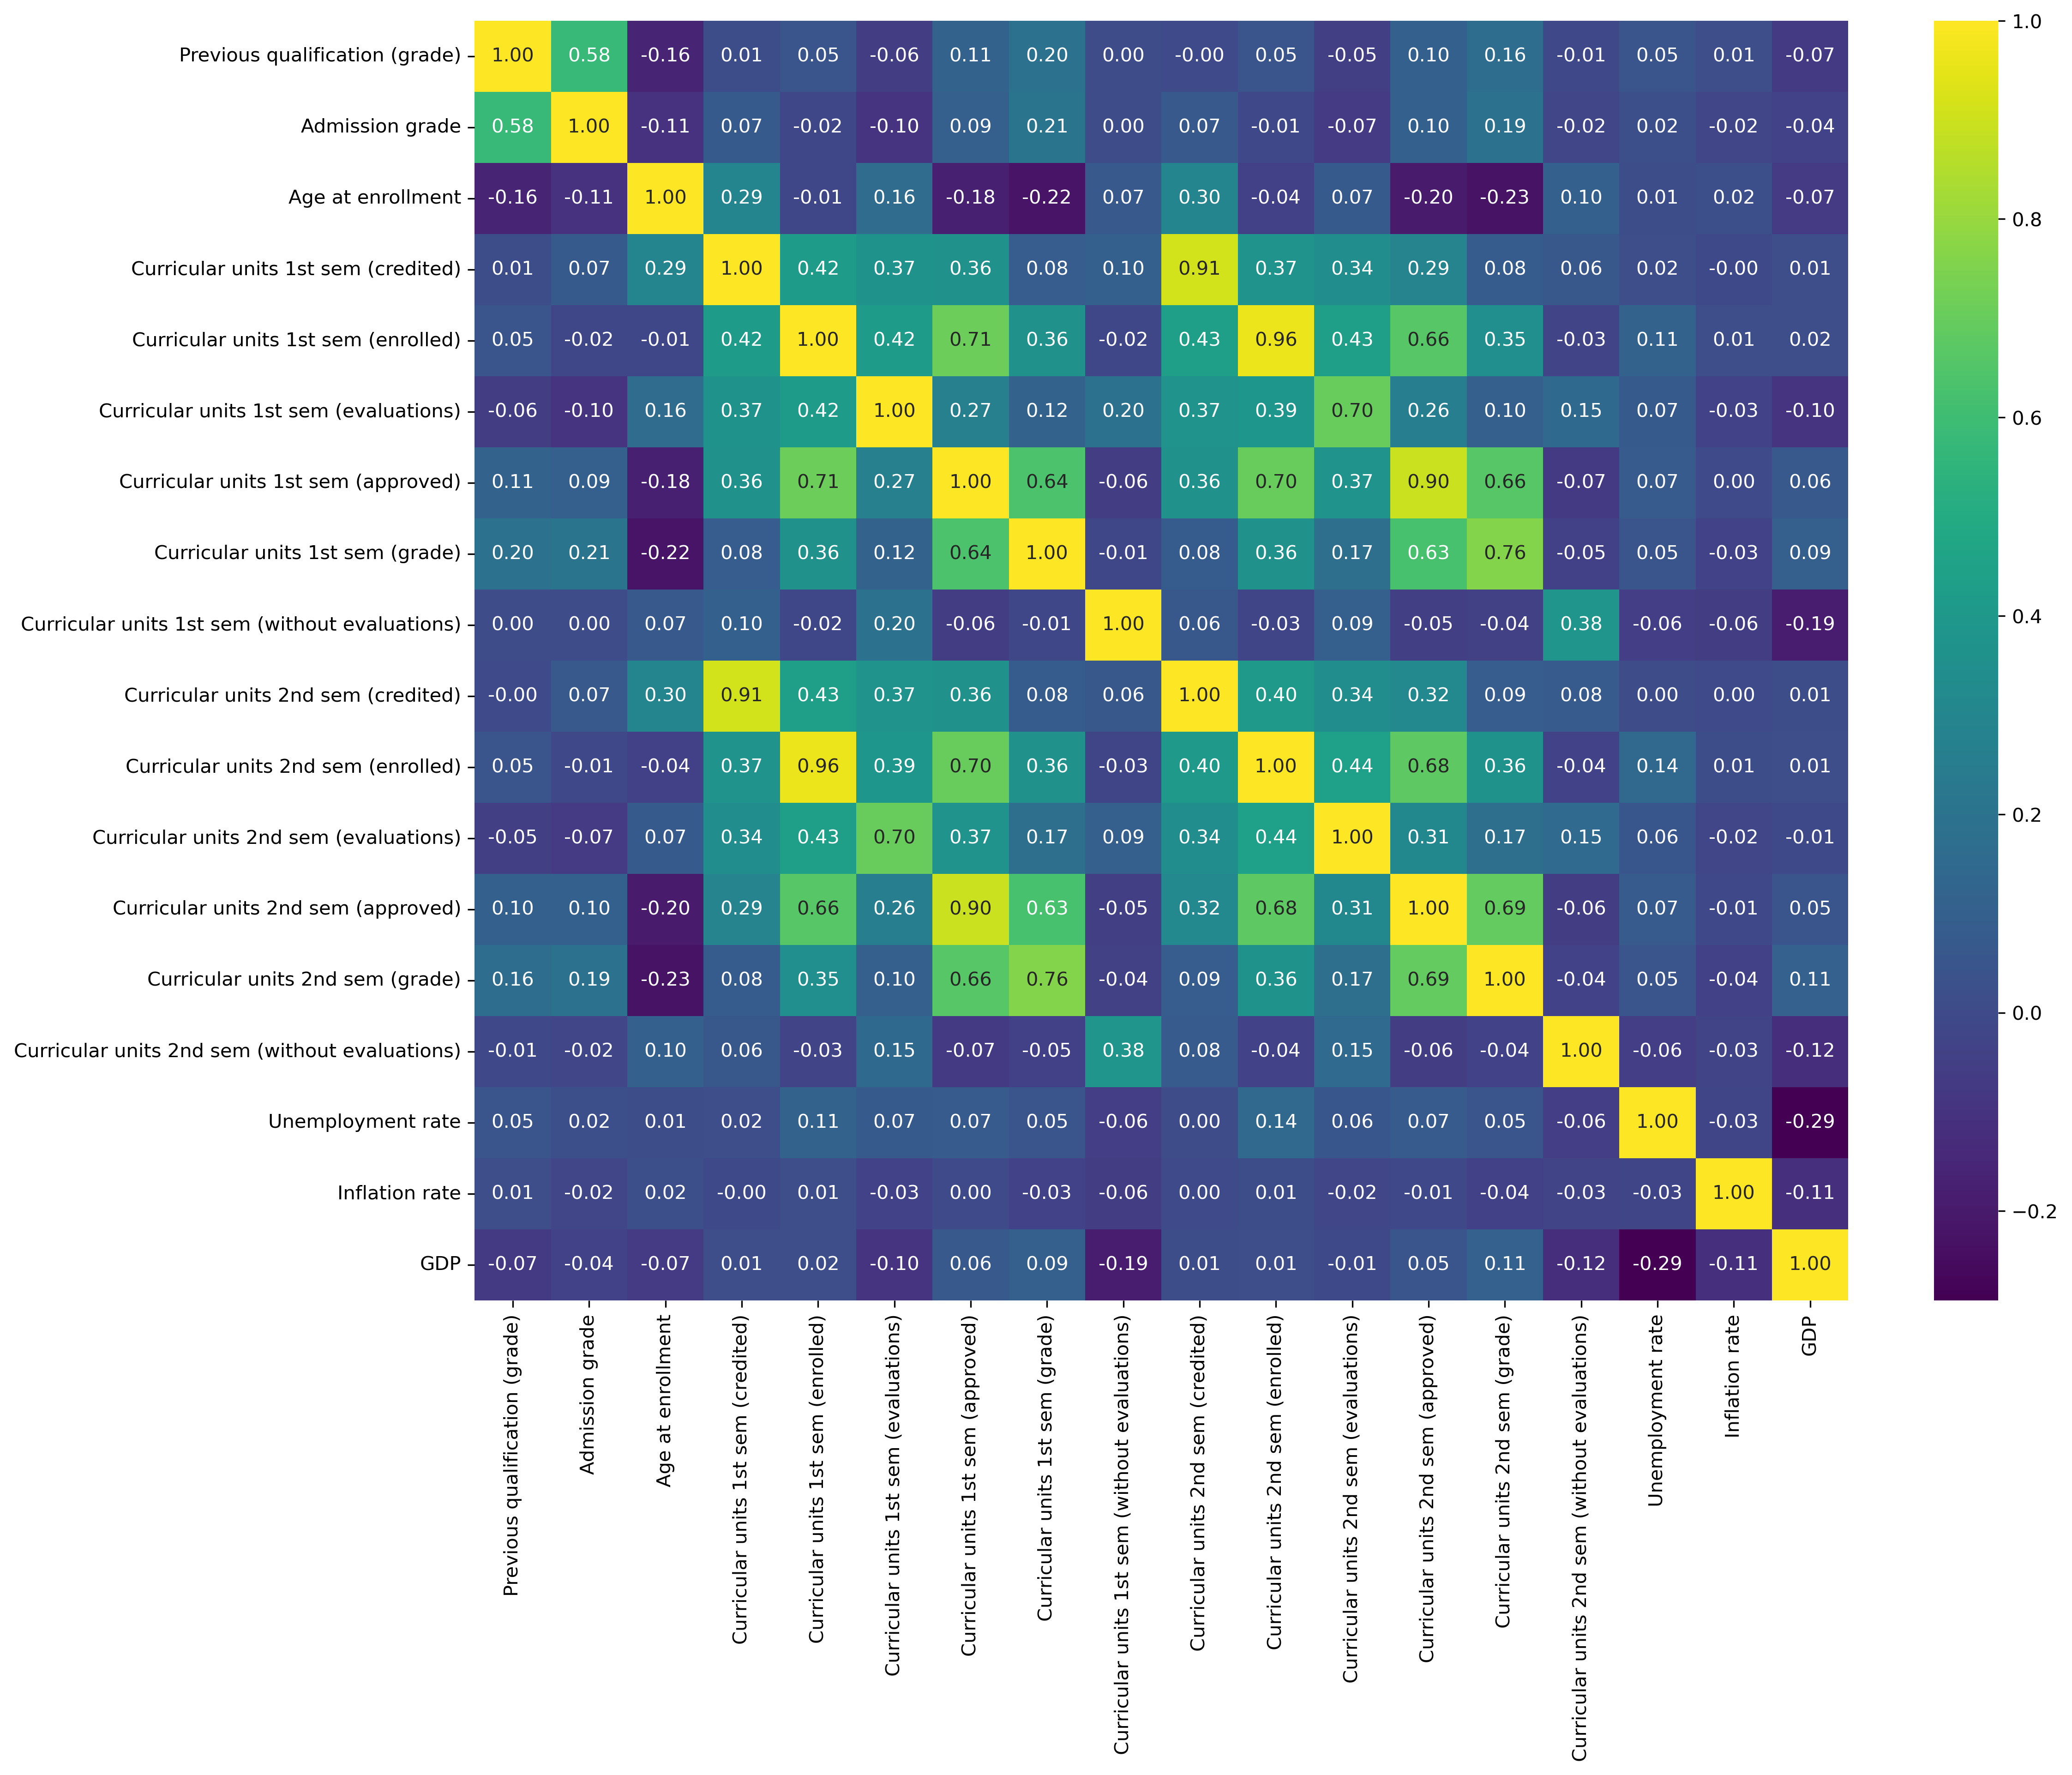 Previous qualification (grade) 1.00 0.58 -0.16 0.01 0.05 -0.06 0.11 0.20 0.00 -0.00 0.05 -0.05 0.10 0.16 -0.01 0.05 0.01 -0.07
Admission grade 0.58 1.00 -0.11 0.07 -0.02 -0.10 0.09 0.21 0.00 0.07 -0.01 -0.07 0.10 0.19 -0.02 0.02 -0.02 -0.04
Age at enrollment -0.16 -0.11 1.00 0.29 -0.01 0.16 -0.18 -0.22 0.07 0.30 -0.04 0.07 -0.20 -0.23 0.10 0.01 0.02 -0.07
Curricular units 1st sem (credited) 0.01 0.07 0.29 1.00 0.42 0.37 0.36 0.08 0.10 0.91 0.37 0.34 0.29 0.08 0.06 0.02 -0.00 0.01
Curricular units 1st sem (enrolled) 0.05 -0.02 -0.01 0.42 1.00 0.42 0.71 0.36 -0.02 0.43 0.96 0.43 0.66 0.35 -0.03 0.11 0.01 0.02
Curricular units 1st sem (evaluations) -0.06 -0.10 0.16 0.37 0.42 1.00 0.27 0.12 0.20 0.37 0.39 0.70 0.26 0.10 0.15 0.07 -0.03 -0.10
Curricular units 1st sem (approved) 0.11 0.09 -0.18 0.36 0.71 0.27 1.00 0.64 -0.06 0.36 0.70 0.37 0.90 0.66 -0.07 0.07 0.00 0.06
Curricular units 1st sem (grade) 0.20 0.21 -0.22 0.08 0.36 0.12 0.64 1.00 -0.01 0.08 0.36 0.17 0.63 0.76 -0.05 0.05 -0.03 0.09
Curricular units 1st sem (without evaluations) 0.00 0.00 0.07 0.10 -0.02 0.20 -0.06 -0.01 1.00 0.06 -0.03 0.09 -0.05 -0.04 0.38 -0.06 -0.06 -0.19
Curricular units 2nd sem (credited) -0.00 0.07 0.30 0.91 0.43 0.37 0.36 0.08 0.06 1.00 0.40 0.34 0.32 0.09 0.08 0.00 0.00 0.01
Curricular units 2nd sem (enrolled) 0.05 -0.01 -0.04 0.37 0.96 0.39 0.70 0.36 -0.03 0.40 1.00 0.44 0.68 0.36 -0.04 0.14 0.01 0.01
Curricular units 2nd sem (evaluations) -0.05 -0.07 0.07 0.34 0.43 0.70 0.37 0.17 0.09 0.34 0.44 1.00 0.31 0.17 0.15 0.06 -0.02 -0.01
Curricular units 2nd sem (approved) 0.10 0.10 -0.20 0.29 0.66 0.26 0.90 0.63 -0.05 0.32 0.68 0.31 1.00 0.69 -0.06 0.07 -0.01 0.05
Curricular units 2nd sem (grade) 0.16 0.19 -0.23 0.08 0.35 0.10 0.66 0.76 -0.04 0.09 0.36 0.17 0.69 1.00 -0.04 0.05 -0.04 0.11
Curricular units 2nd sem (without evaluations) -0.01 -0.02 0.10 0.06 -0.03 0.15 -0.07 -0.05 0.38 0.08 -0.04 0.15 -0.06 -0.04 1.00 -0.06 -0.03 -0.12
Unemployment rate 0.05 0.02 0.01 0.02 0.11 0.07 0.07 0.05 -0.06 0.00 0.14 0.06 0.07 0.05 -0.06 1.00 -0.03 -0.29
Inflation rate 0.01 -0.02 0.02 -0.00 0.01 -0.03 0.00 -0.03 -0.06 0.00 0.01 -0.02 -0.01 -0.04 -0.03 -0.03 1.00 -0.11
GDP -0.07 -0.04 -0.07 0.01 0.02 -0.10 0.06 0.09 -0.19 0.01 0.01 -0.01 0.05 0.11 -0.12 -0.29 -0.11 1.00
Previous qualification (grade)
Admission grade
Age at enrollment
Curricular units 1st sem (credited)
Curricular units 1st sem (enrolled)
Curricular units 1st sem (evaluations)
Curricular units 1st sem (approved)
Curricular units 1st sem (grade)
Curricular units 1st sem (without evaluations)
Curricular units 2nd sem (credited)
Curricular units 2nd sem (enrolled)
Curricular units 2nd sem (evaluations)
Curricular units 2nd sem (approved)
Curricular units 2nd sem (grade)
Curricular units 2nd sem (without evaluations)
Unemployment rate
Inflation rate
GDP
1.0
0.8
0.6
0.4
0.2
0.0
−0.2